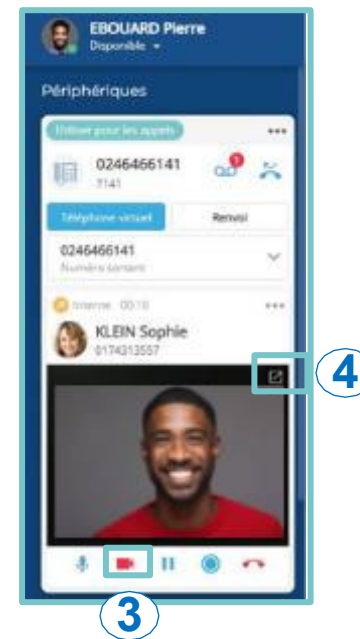 EBOUARD Pierre
Disponible
Périphériques
Utiliser pour les appels
0246466141
1
7141
Téléphone virtuel Renvoi
0246466141
Numéro sortant
Interne 00:10
KLEIN Sophie
0174313557
4
3